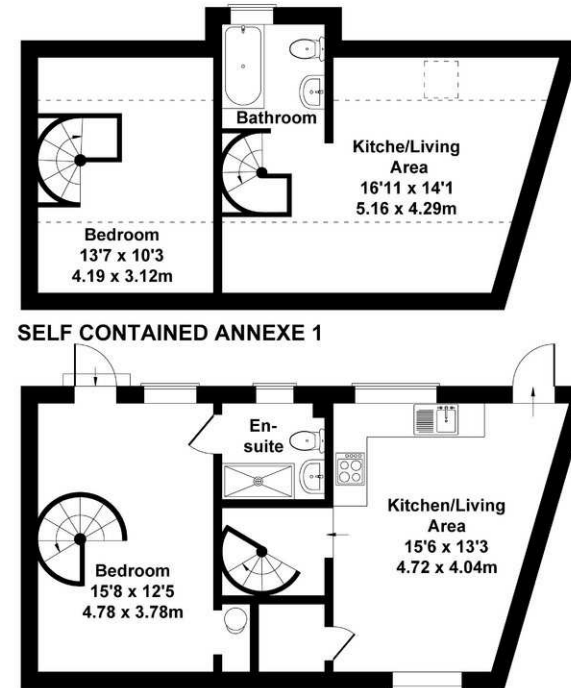 Bathroom
Kitche/Living
Area
16'11 x 14'1
5.16 x 4.29m
Bedroom
13'7 x 10'3
4.19 x 3.12m
SELF CONTAINED ANNEXE 1
En-
suite
Kitchen/Living
Area
15'6 x 13'3
4.72 x 4.04m
Bedroom
15'8 x 12'5
4.78 x 3.78m